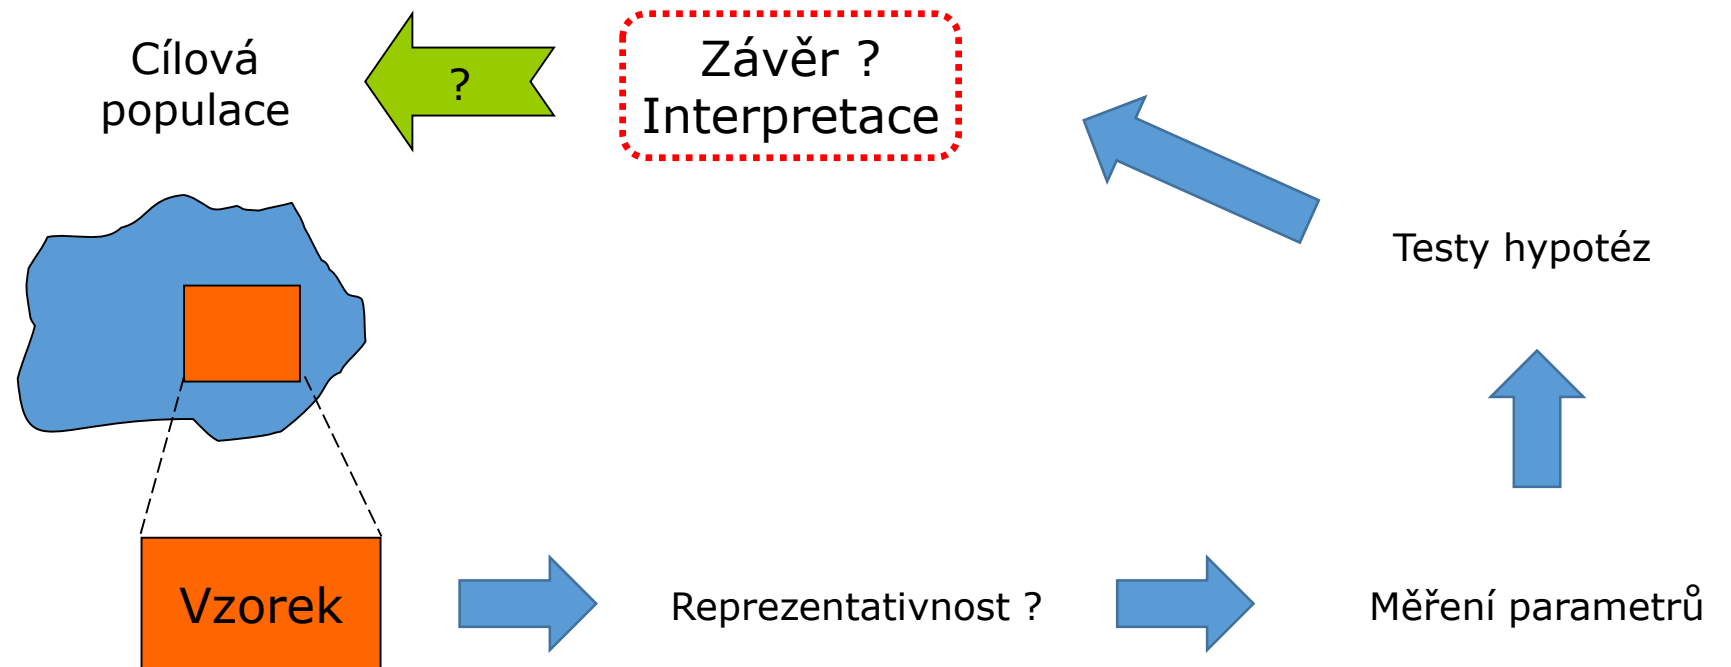 Cílová
populace
?
Závěr ?
Interpretace
Testy hypotéz
Vzorek
Reprezentativnost ?
Měření parametrů